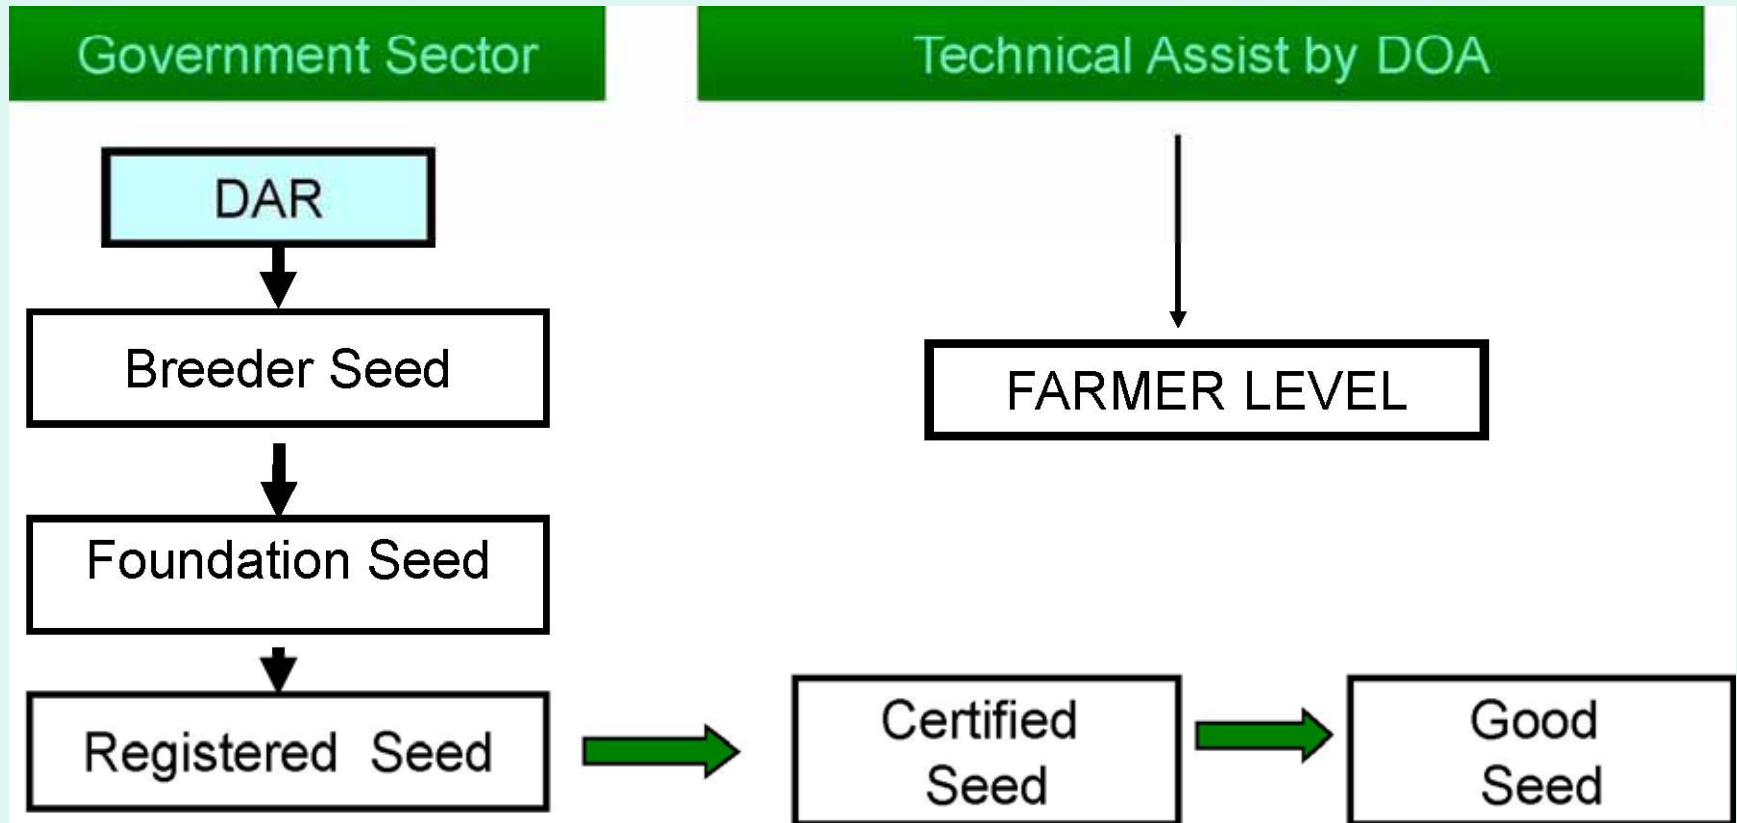 Government Sector
Technical Assist by DOA
DAR
Breeder Seed
FARMER LEVEL
Foundation Seed
Registered Seed
Certified
Seed
Good
Seed